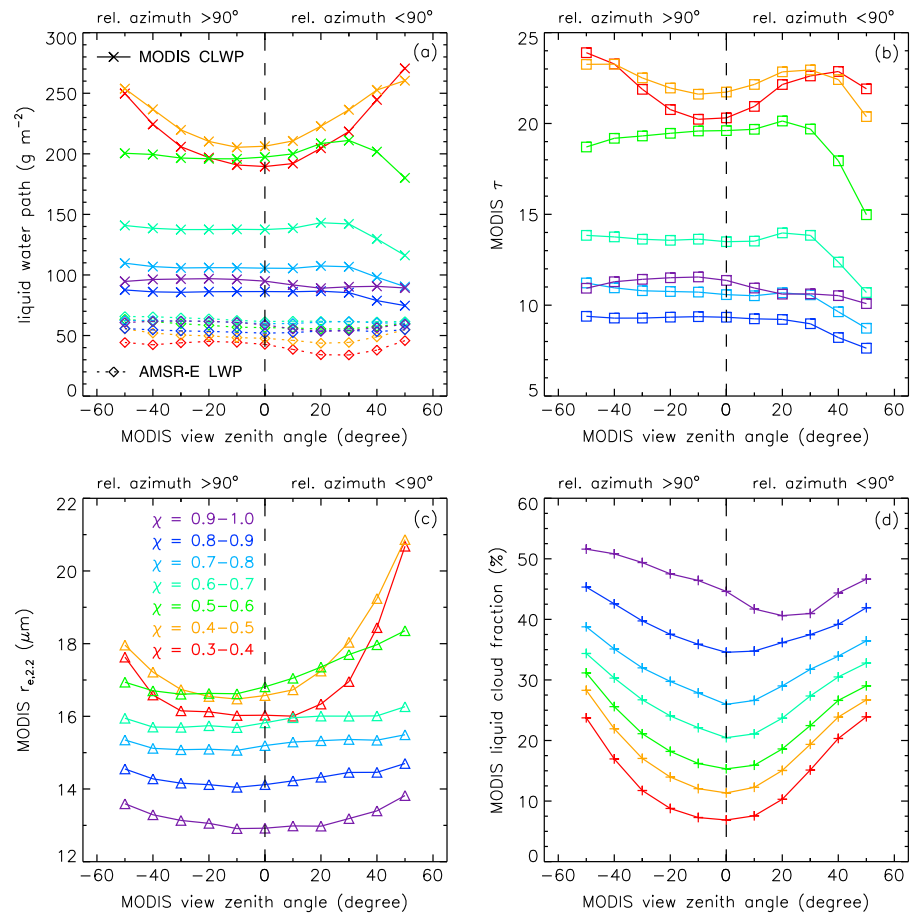 rel. azimuth >90° rel. azimuth <90°
300
250
200
150
100
50
0
liquid water path (g m⁻²)
MODIS CLWP
(a)
AMSR-E LWP
−60 −40 −20 0 20 40 60
MODIS view zenith angle (degree)
rel. azimuth >90° rel. azimuth <90°
25
20
15
10
5
MODIS τ
(b)
−60 −40 −20 0 20 40 60
MODIS view zenith angle (degree)
rel. azimuth >90° rel. azimuth <90°
22
20
18
16
14
12
MODIS r e,2.2 (μm)
(c)
χ = 0.9−1.0
χ = 0.8−0.9
χ = 0.7−0.8
χ = 0.6−0.7
χ = 0.5−0.6
χ = 0.4−0.5
χ = 0.3−0.4
−60 −40 −20 0 20 40 60
MODIS view zenith angle (degree)
rel. azimuth >90° rel. azimuth <90°
60
50
40
30
20
10
0
MODIS liquid cloud fraction (%)
(d)
−60 −40 −20 0 20 40 60
MODIS view zenith angle (degree)